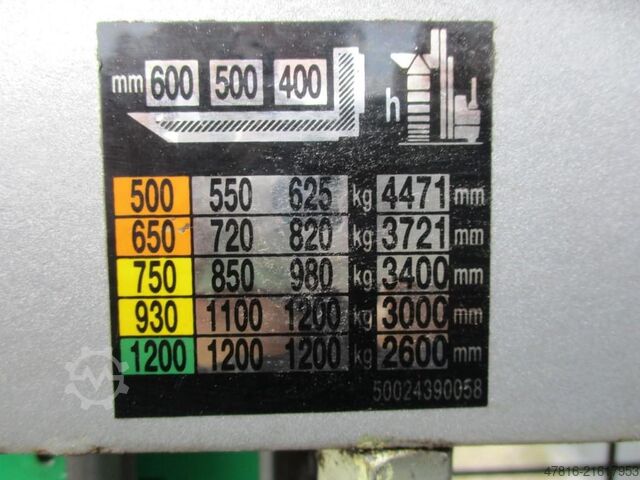 mm 600 500 400 h
500 550 625 kg 4471 mm
650 720 820 kg 3721 mm
750 850 980 kg 3400 mm
930 1100 1200 kg 3000 mm
1200 1200 1200 kg 2600 mm
50024390058
47816-21617953